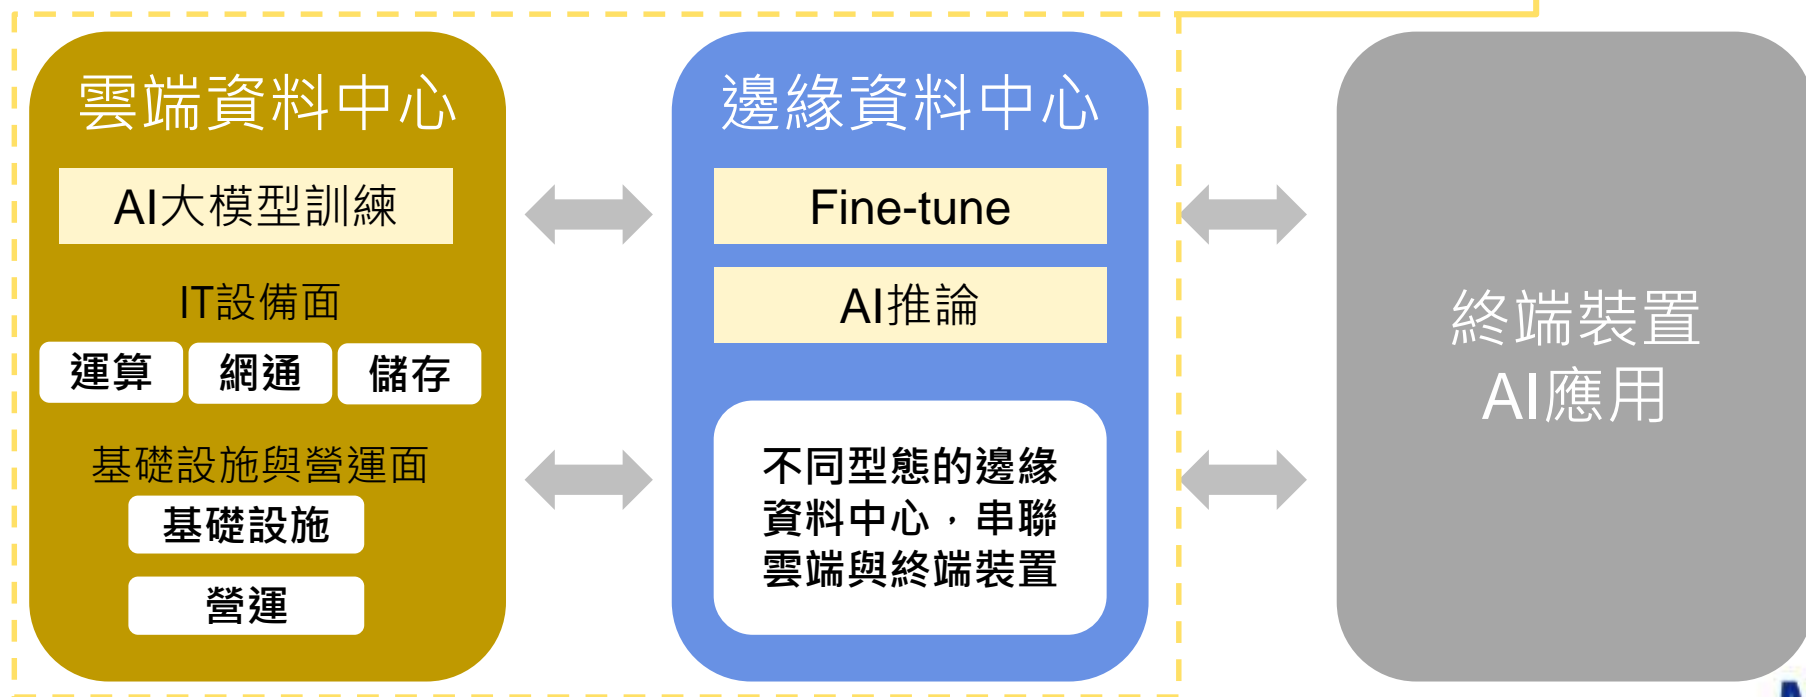 雲端資料中心
AI大模型訓練
IT設備面
運算
網通
儲存
基礎設施與營運面
基礎設施
營運
邊緣資料中心
Fine-tune
AI推論
不同型態的邊緣
資料中心，串聯
雲端與終端裝置
終端裝置
AI應用